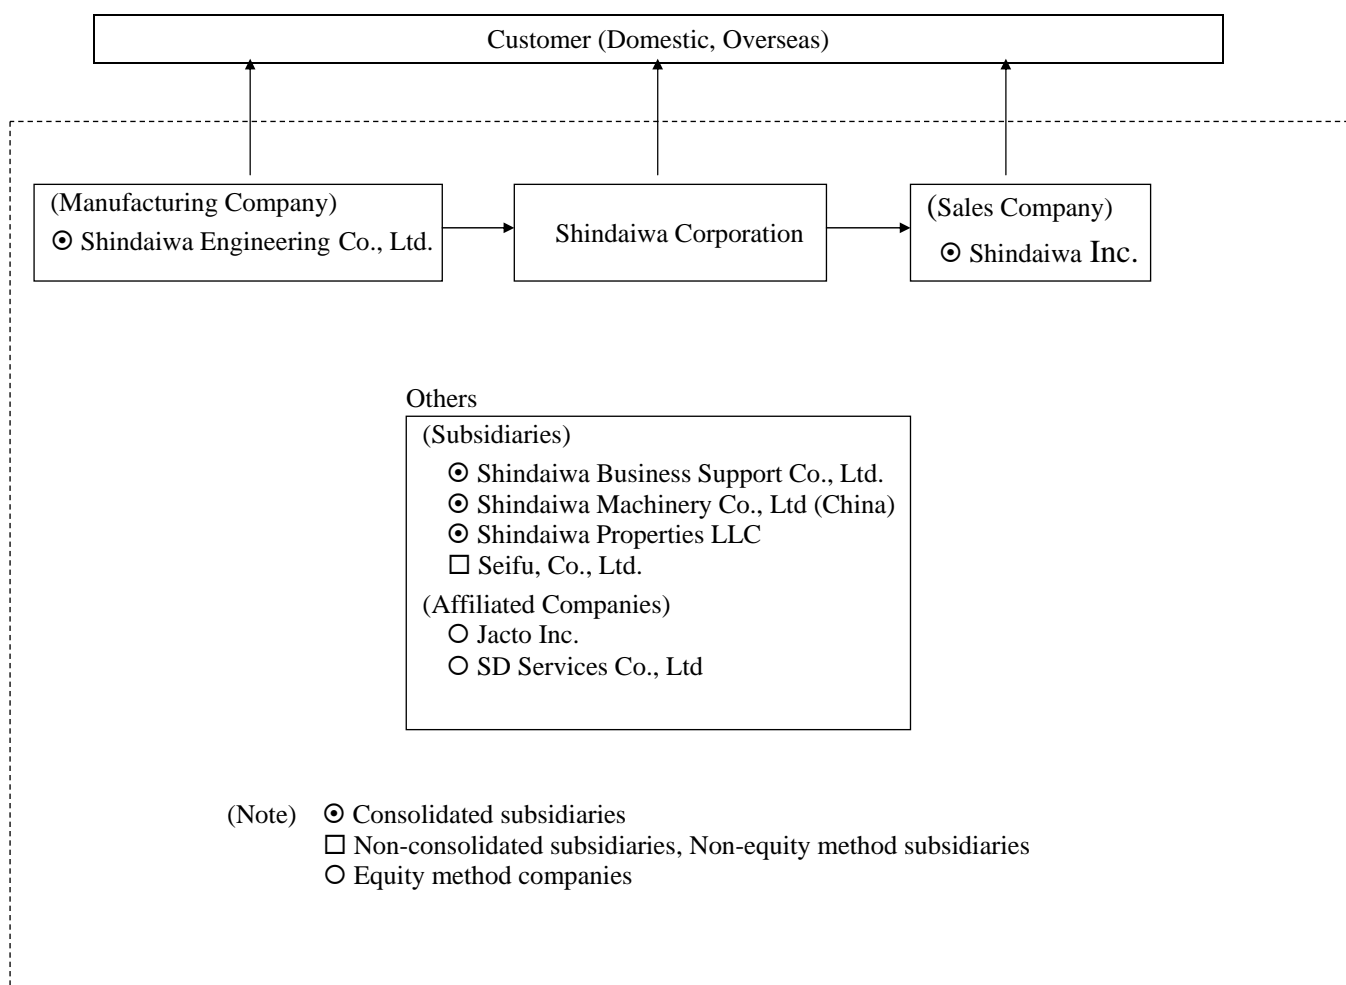 Customer (Domestic, Overseas)
(Manufacturing Company)
⊙ Shindaiwa Engineering Co., Ltd.
Shindaiwa Corporation
(Sales Company)
⊙ Shindaiwa Inc.
Others
(Subsidiaries)
⊙ Shindaiwa Business Support Co., Ltd.
⊙ Shindaiwa Machinery Co., Ltd (China)
⊙ Shindaiwa Properties LLC
□ Seifu, Co., Ltd.
(Affiliated Companies)
○ Jacto Inc.
○ SD Services Co., Ltd
(Note) ⊙ Consolidated subsidiaries
□ Non-consolidated subsidiaries, Non-equity method subsidiaries
○ Equity method companies